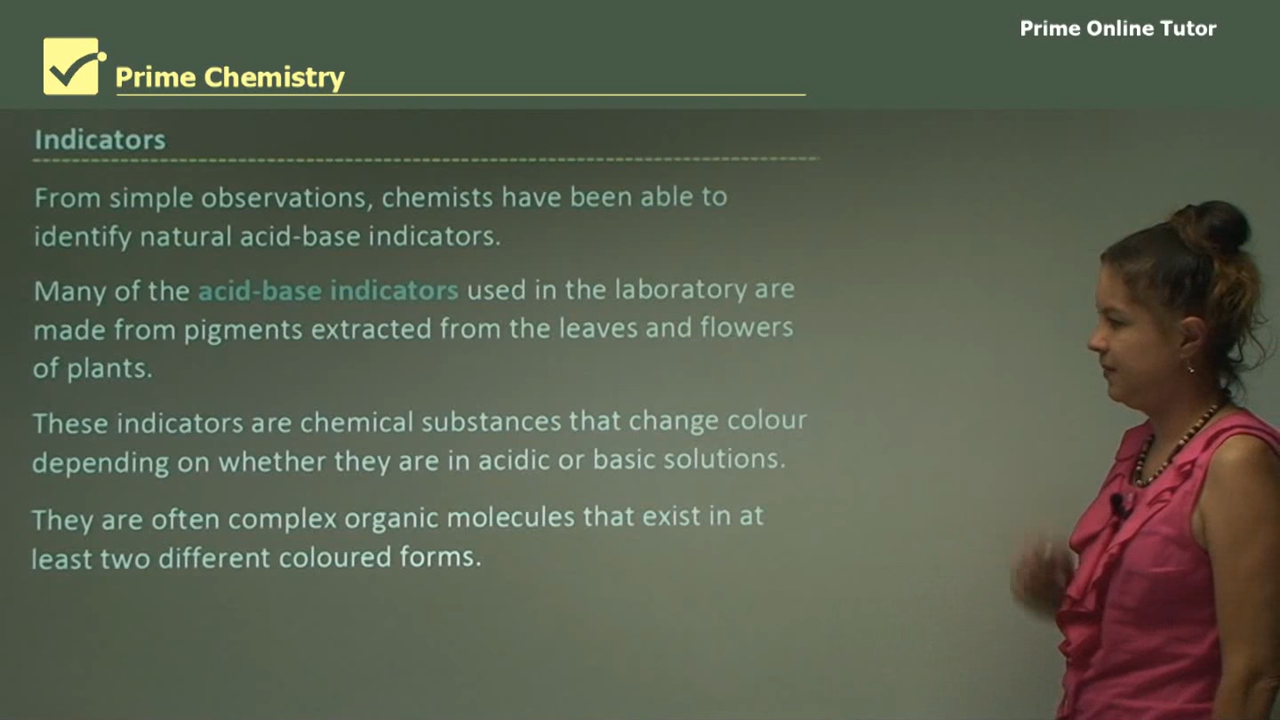 Prime Online Tutor
Prime Chemistry
Indicators
From simple observations, chemists have been able to
identify natural acid-base indicators.
Many of the acid-base indicators used in the laboratory are
made from pigments extracted from the leaves and flowers
of plants.
These indicators are chemical substances that change colour
depending on whether they are in acidic or basic solutions.
They are often complex organic molecules that exist in at
least two different coloured forms.